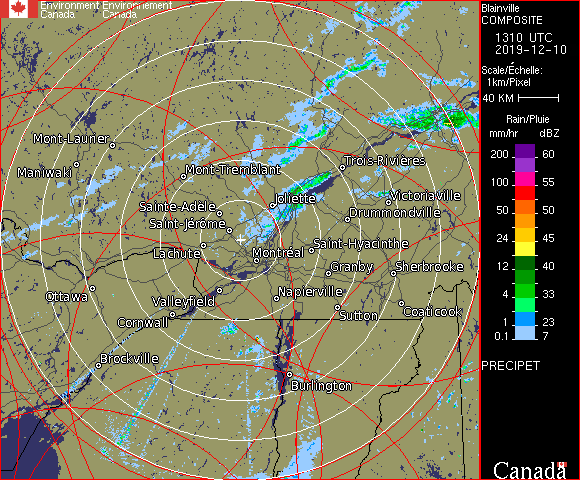 Environment Environnement
Canada Canada
Blainville
COMPOSITE
1310 UTC
2019-12-10
Scale/Échelle:
1km/Pixel
40 KM
Rain/Pluie
mm/hr dBZ
200 60
100 55
50 50
24 45
12 40
4 33
1 23
0.1 7
PRECIPET
Canada
Mont-Laurier
Maniwaki
Mont-Tremblant
Trois-Rivières
Joliette
Victoriaville
Sainte-Adèle
Drummondville
Saint-Jérôme
Lachute
Montréal
Saint-Hyacinthe
Granby
Sherbrooke
Ottawa
Valleyfield
Napierville
Cornwall
Sutton
Coaticook
Brockville
Burlington